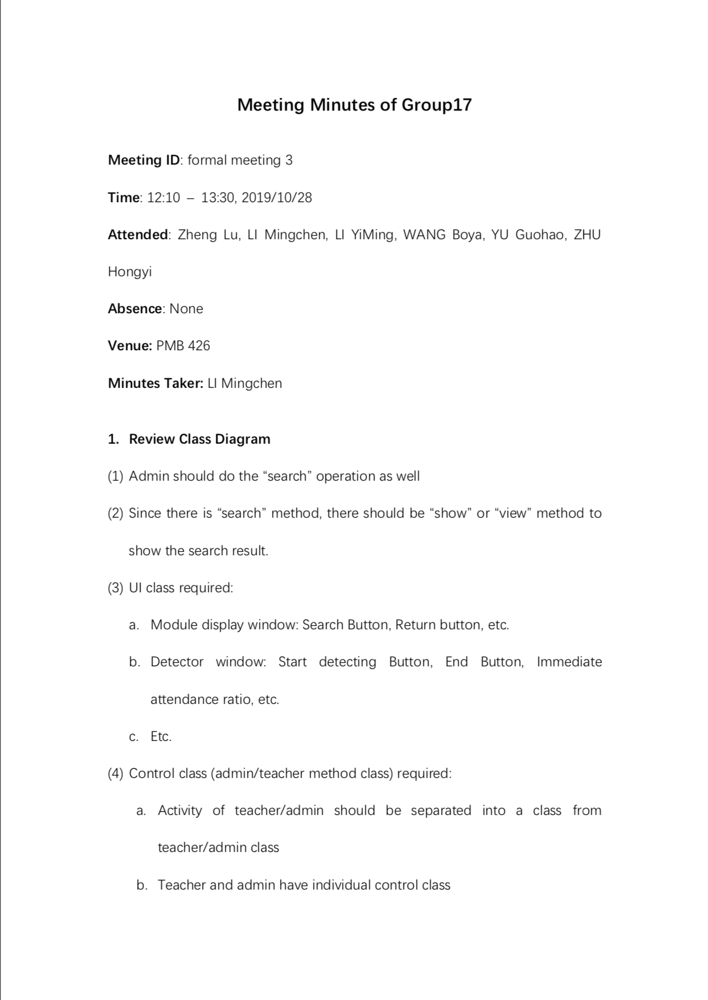 Meeting Minutes of Group17
Meeting ID: formal meeting 3
Time: 12:10 – 13:30, 2019/10/28
Attended: Zheng Lu, LI Mingchen, LI YiMing, WANG Boya, YU Guohao, ZHU
Hongyi
Absence: None
Venue: PMB 426
Minutes Taker: LI Mingchen
1. Review Class Diagram
(1) Admin should do the “search” operation as well
(2) Since there is “search” method, there should be “show” or “view” method to
show the search result.
(3) UI class required:
a. Module display window: Search Button, Return button, etc.
b. Detector window: Start detecting Button, End Button, Immediate
attendance ratio, etc.
c. Etc.
(4) Control class (admin/teacher method class) required:
a. Activity of teacher/admin should be separated into a class from
teacher/admin class
b. Teacher and admin have individual control class